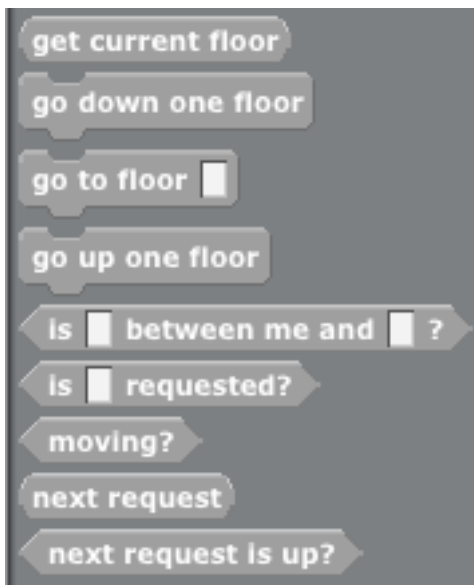 get current floor
go down one floor
go to floor
go up one floor
is between me and ?
is requested?
moving?
next request
next request is up?